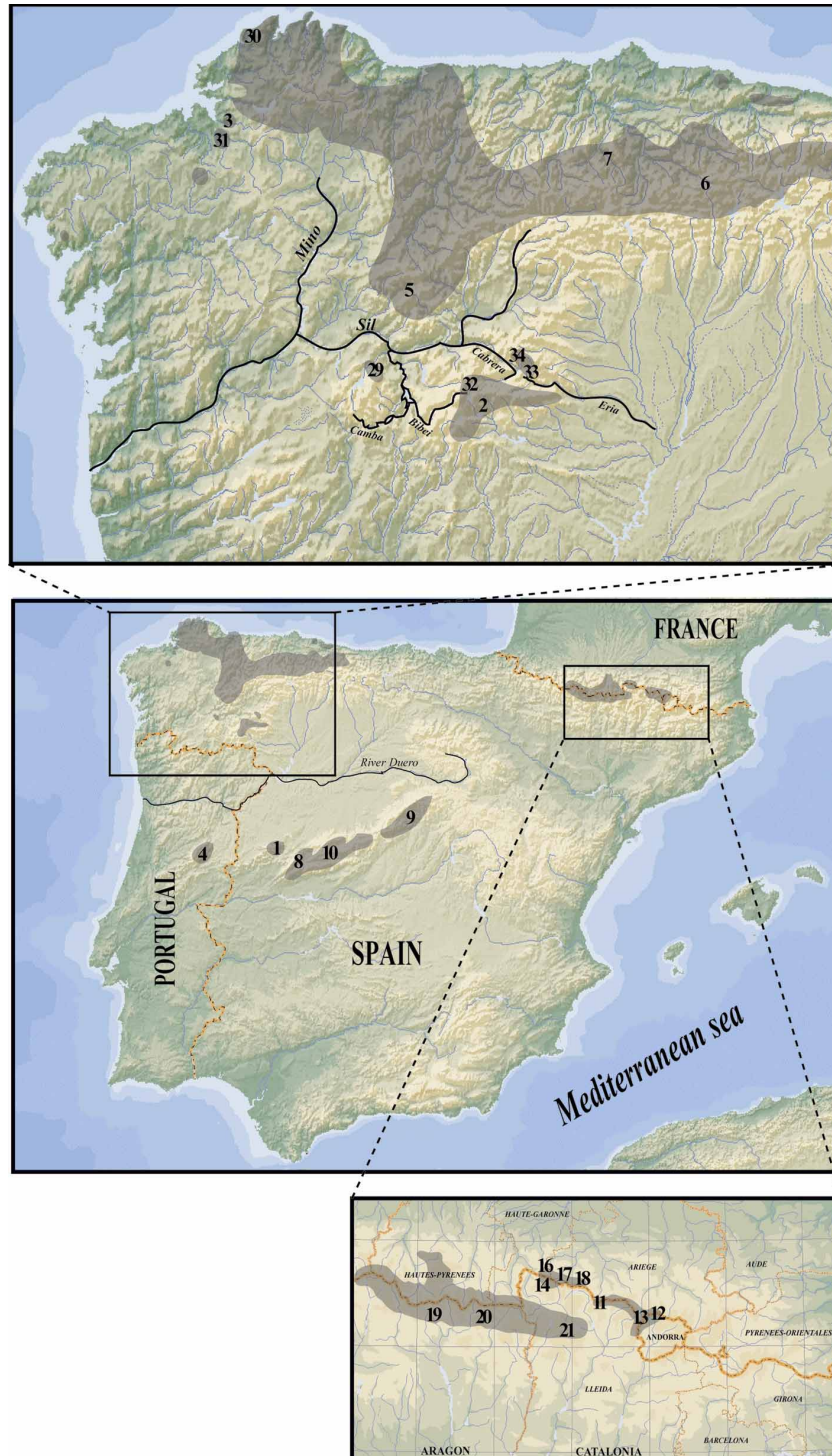 30
3
31
7
6
Mino
5
Sil
29
Cabrera
34
33
32
2
Eria
Camba
Bibei
FRANCE
River Duero
9
4
1
8
10
PORTUGAL
SPAIN
Mediterranean sea
HAUTE-GARONNE
HAUTES-PYRENEES
16
17
18
14
ARIEGE
AUDE
11
12
13
19
20
21
ANDORRA
PYRENEES-ORIENTALES
LLEIDA
GIRONA
BARCELONA
ARAGON
CATALONIA